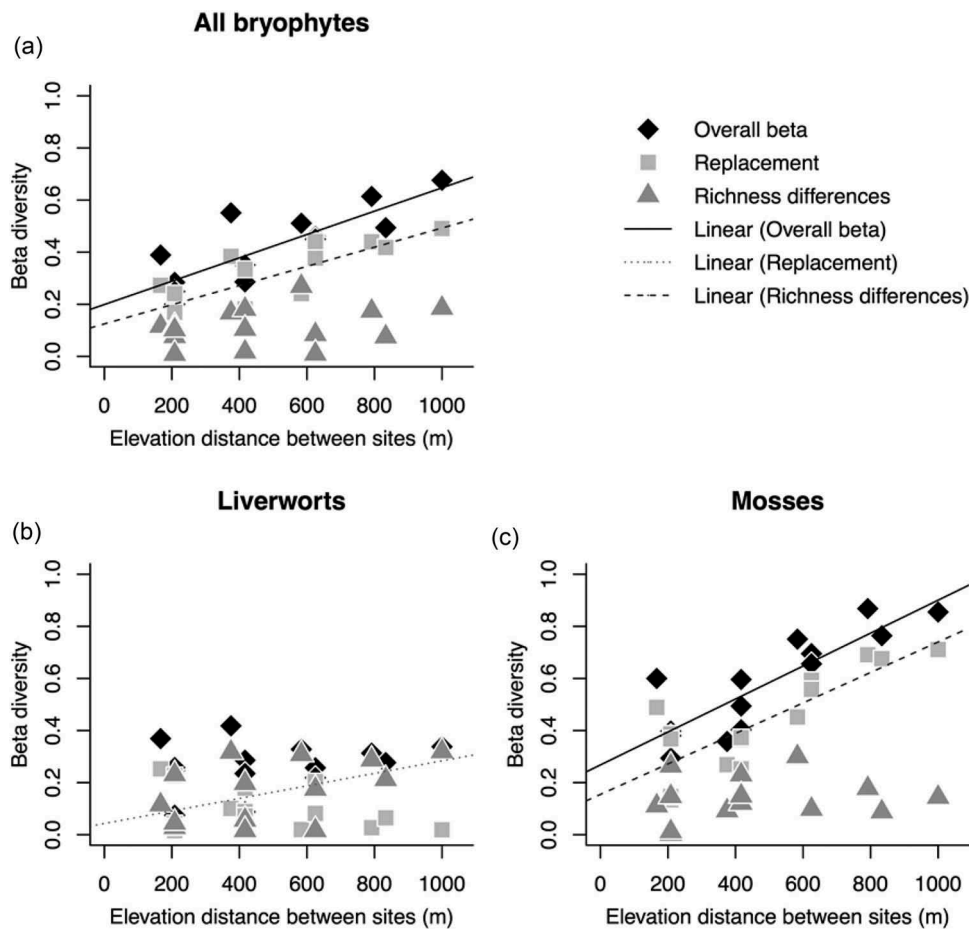 All bryophytes
(a)
Beta diversity
1.0
0.8
0.6
0.4
0.2
0.0
0 200 400 600 800 1000
Elevation distance between sites (m)
Overall beta
Replacement
Richness differences
Linear (Overall beta)
Linear (Replacement)
Linear (Richness differences)
Liverworts
(b)
Beta diversity
1.0
0.8
0.6
0.4
0.2
0.0
0 200 400 600 800 1000
Elevation distance between sites (m)
Mosses
(c)
Beta diversity
1.0
0.8
0.6
0.4
0.2
0.0
0 200 400 600 800 1000
Elevation distance between sites (m)